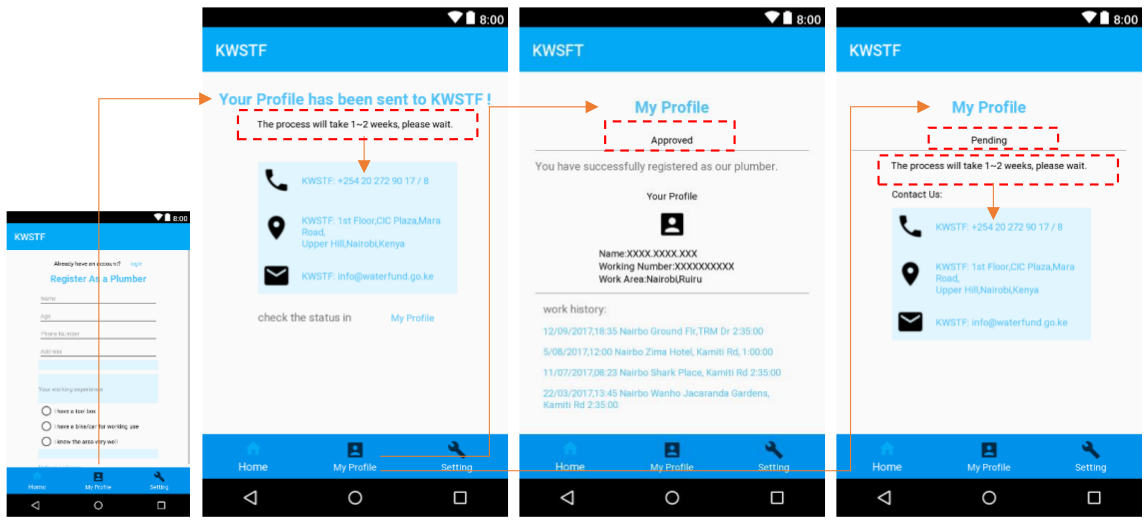 8:00
KWSTF
Already have an account? login
Register As a Plumber
Name
Age
Phone Number
Address
Your working experience
I have a tool box
I have a bike/car for working use
I know the area very well
Home My Profile Setting
8:00
KWSTF
Your Profile has been sent to KWSTF !
The process will take 1~2 weeks, please wait.
KWSTF: +254 20 272 90 17 / 8
KWSTF: 1st Floor,CIC Plaza,Mara
Road,
Upper Hill,Nairobi,Kenya
KWSTF: info@waterfund.go.ke
check the status in My Profile
Home My Profile Setting
8:00
KWSFT
My Profile
Approved
You have successfully registered as our plumber.
Your Profile
Name:XXXX.XXXX.XXX
Working Number:XXXXXXXXXX
Work Area:Nairobi,Ruiru
work history:
12/09/2017,18:35 Nairbo Ground Flr,TRM Dr 2:35:00
5/08/2017,12:00 Nairbo Zima Hotel, Kamiti Rd, 1:00:00
11/07/2017,08:23 Nairbo Shark Place, Kamiti Rd 2:35:00
22/03/2017,13:45 Nairbo Wanho Jacaranda Gardens,
Kamiti Rd 2:35:00
Home My Profile Setting
8:00
KWSTF
My Profile
Pending
The process will take 1~2 weeks, please wait.
Contact Us:
KWSTF: +254 20 272 90 17 / 8
KWSTF: 1st Floor,CIC Plaza,Mara
Road,
Upper Hill,Nairobi,Kenya
KWSTF: info@waterfund.go.ke
Home My Profile Setting